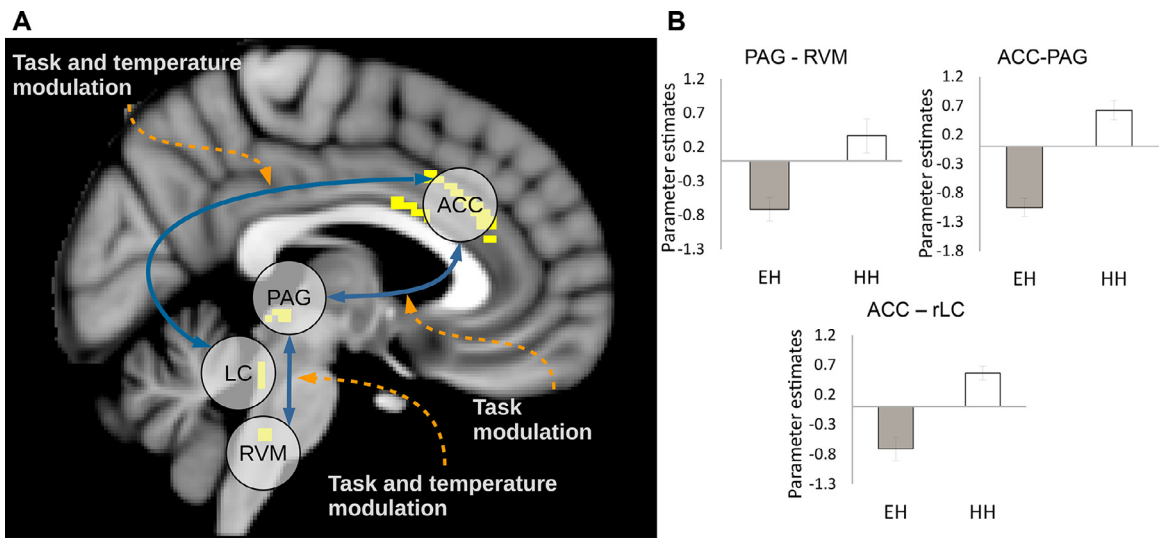 A
Task and temperature
modulation
ACC
PAG
LC
RVM
Task
modulation
Task and temperature
modulation
B
PAG - RVM
Parameter estimates
1.2
0.7
0.2
-0.3
-0.8
-1.3
EH
HH
ACC-PAG
Parameter estimates
1.2
0.7
0.2
-0.3
-0.8
-1.3
-1.8
EH
HH
ACC – rLC
Parameter estimates
1.2
0.7
0.2
-0.3
-0.8
-1.3
EH
HH